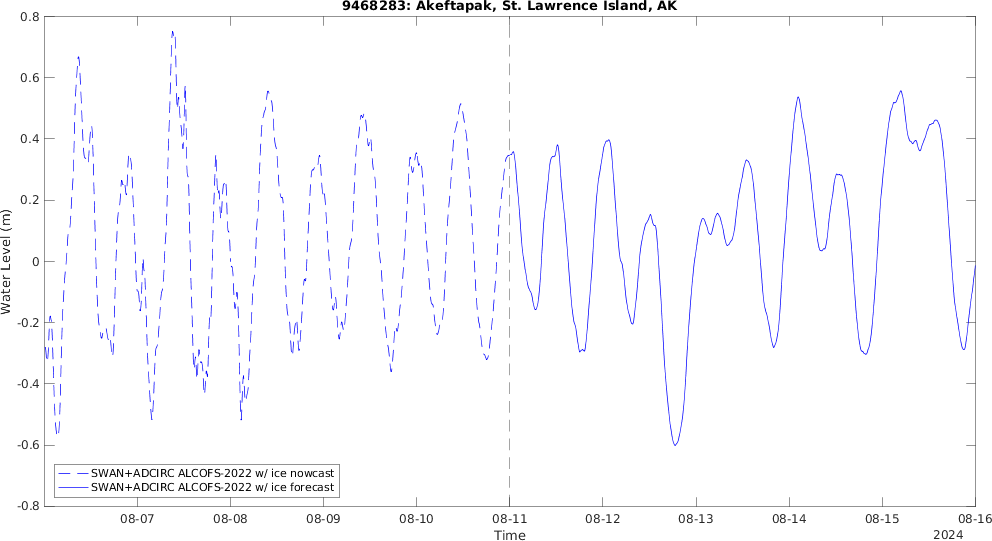 9468283: Akeftapak, St. Lawrence Island, AK
0.8
0.6
0.4
0.2
0
-0.2
-0.4
-0.6
-0.8
Water Level (m)
SWAN+ADCIRC ALCOFS-2022 w/ ice nowcast
SWAN+ADCIRC ALCOFS-2022 w/ ice forecast
08-07 08-08 08-09 08-10 08-11 08-12 08-13 08-14 08-15 08-16
Time
2024